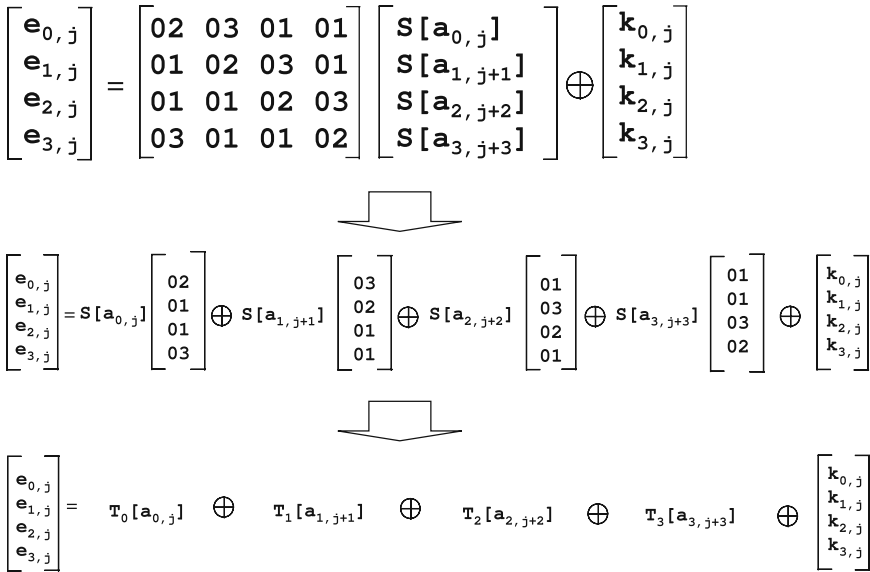 e0,j 02 03 01 01 S[a0,j] k0,j
e1,j 01 02 03 01 S[a1,j+1] k1,j
= ⊕
e2,j 01 01 02 03 S[a2,j+2] k2,j
e3,j 03 01 01 02 S[a3,j+3] k3,j
e0,j 02 03 01 01 k0,j
e1,j 01 02 03 01 k1,j
= S[a0,j] ⊕ S[a1,j+1] ⊕ S[a2,j+2] ⊕ S[a3,j+3] ⊕
e2,j 01 01 02 03 k2,j
e3,j 03 01 01 02 k3,j
e0,j k0,j
e1,j k1,j
= T0[a0,j] ⊕ T1[a1,j+1] ⊕ T2[a2,j+2] ⊕ T3[a3,j+3] ⊕
e2,j k2,j
e3,j k3,j